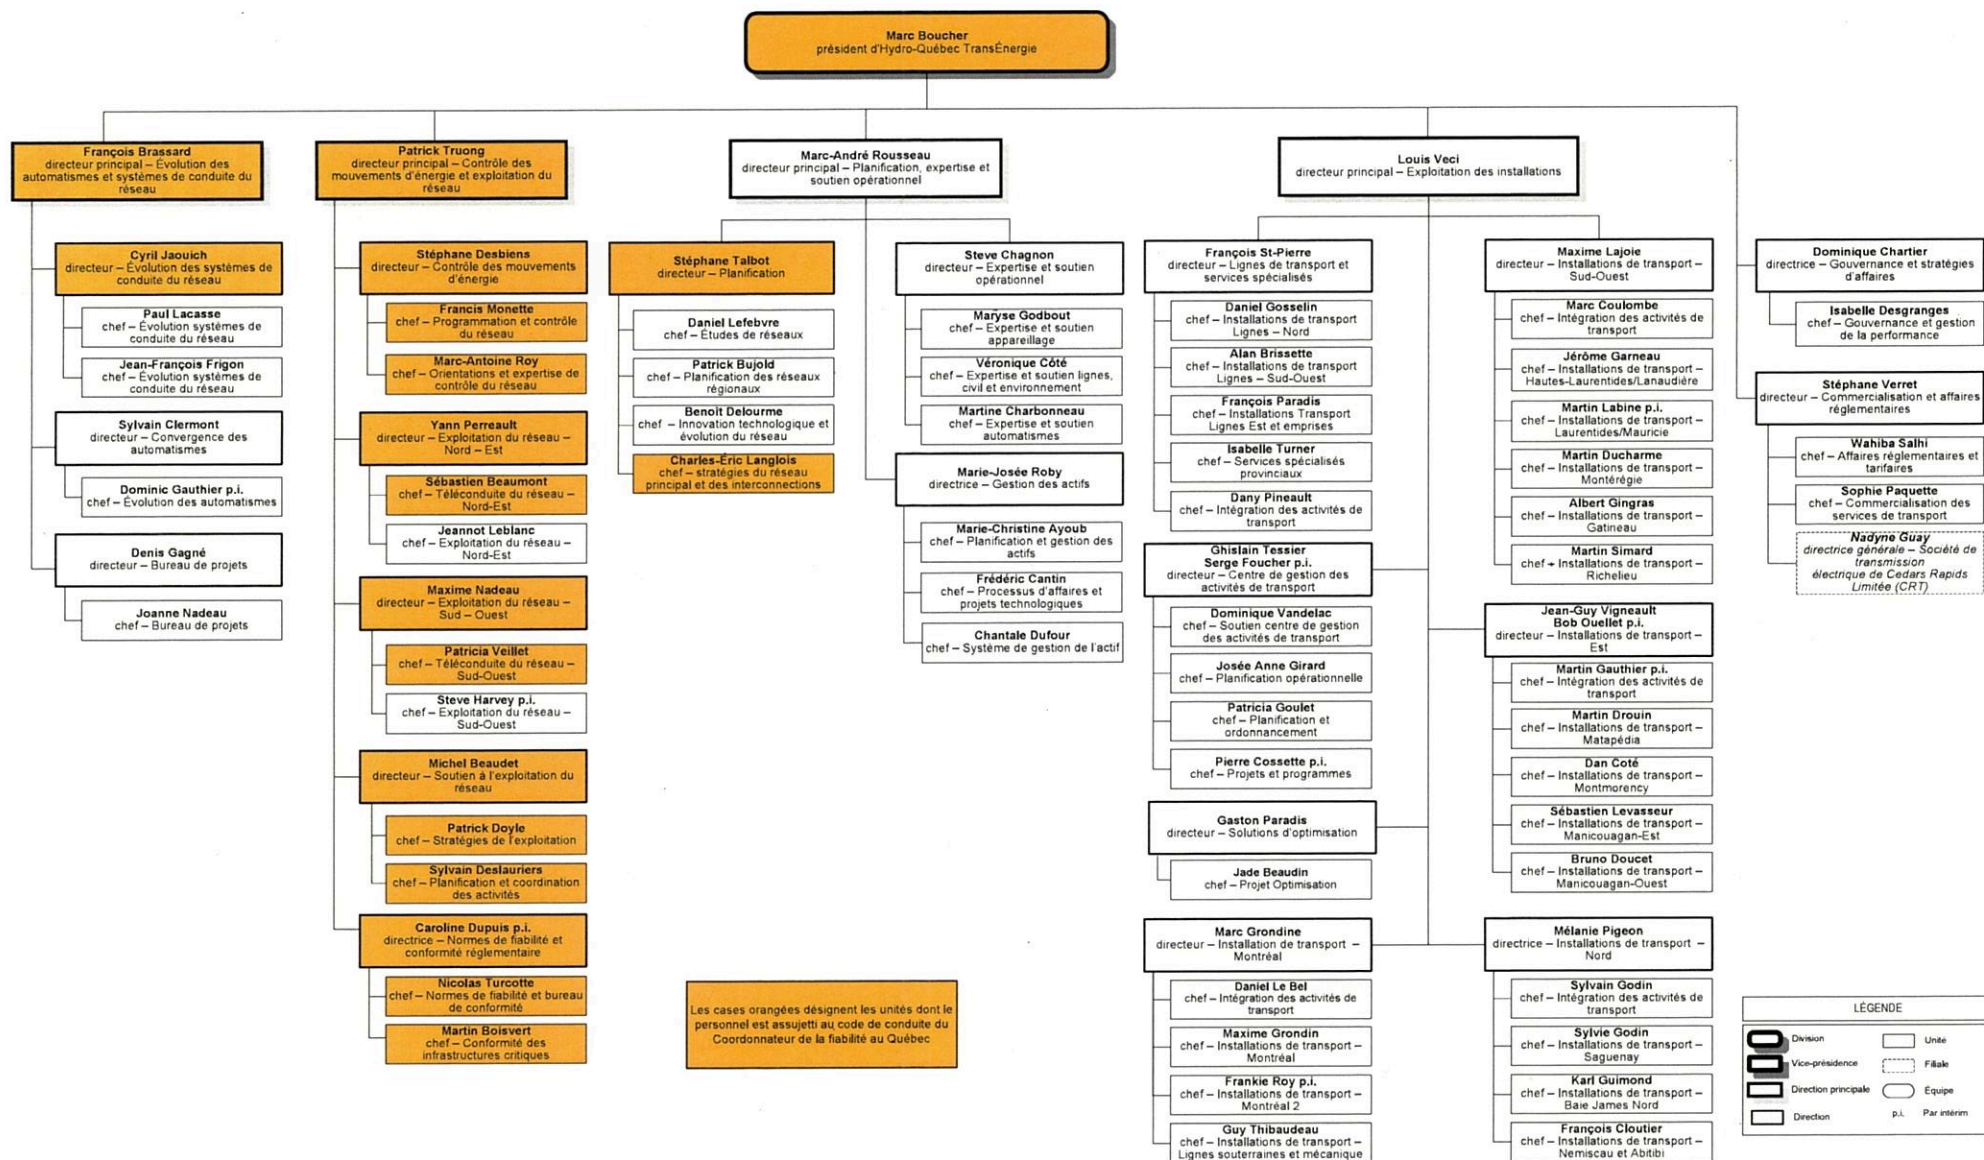 Marc Boucher
président d'Hydro-Québec TransÉnergie
François Brassard
directeur principal – Évolution des
automatismes et systèmes de conduite du
réseau
Cyril Jaouich
directeur – Évolution des systèmes de
conduite du réseau
Paul Lacasse
chef – Évolution systèmes de
conduite du réseau
Jean-François Frigon
chef – Évolution systèmes de
conduite du réseau
Sylvain Clermont
directeur – Convergence des
automatismes
Dominic Gauthier p.i.
chef – Évolution des automatismes
Denis Gagné
directeur – Bureau de projets
Joanne Nadeau
chef – Bureau de projets
Patrick Truong
directeur principal – Contrôle des
mouvements d'énergie et exploitation du
réseau
Stéphane Desbiens
directeur – Contrôle des mouvements
d'énergie
Francis Monette
chef – Programmation et contrôle
du réseau
Marc-Antoine Roy
chef – Orientations et expertise de
contrôle du réseau
Yann Perreault
directeur – Exploitation du réseau –
Nord – Est
Sébastien Beaumont
chef – Téléconduite du réseau –
Nord-Est
Jeannot Leblanc
chef – Exploitation du réseau –
Nord-Est
Maxime Nadeau
directeur – Exploitation du réseau –
Sud – Ouest
Patricia Veillet
chef – Téléconduite du réseau –
Sud-Ouest
Steve Harvey p.i.
chef – Exploitation du réseau –
Sud-Ouest
Michel Beaudet
directeur – Soutien à l'exploitation du
réseau
Patrick Doyle
chef – Stratégies de l'exploitation
Sylvain Deslauriers
chef – Planification et coordination
des activités
Caroline Dupuis p.i.
directrice – Normes de fiabilité et
conformité réglementaire
Nicolas Turcotte
chef – Normes de fiabilité et bureau
de conformité
Martin Boisvert
chef – Conformité des
infrastructures critiques
Marc-André Rousseau
directeur principal – Planification, expertise et
soutien opérationnel
Stéphane Talbot
directeur – Planification
Daniel Lefebvre
chef – Études de réseaux
Patrick Bujold
chef – Planification des réseaux
régionaux
Benoît Delourme
chef – Innovation technologique et
évolution du réseau
Charles-Éric Langlois
chef – stratégies du réseau
principal et des interconnections
Steve Chagnon
directeur – Expertise et soutien
opérationnel
Maryse Godbout
chef – Expertise et soutien
appareillage
Véronique Côté
chef – Expertise et soutien lignes,
civil et environnement
Martine Charbonneau
chef – Expertise et soutien
automatismes
Marie-Josée Roby
directrice – Gestion des actifs
Marie-Christine Ayoub
chef – Planification et gestion des
actifs
Frédéric Cantin
chef – Processus d'affaires et
projets technologiques
Chantale Dufour
chef – Système de gestion de l'actif
Les cases orangées désignent les unités dont le
personnel est assujetti au code de conduite du
Coordonnateur de la fiabilité au Québec
Louis Veci
directeur principal – Exploitation des installations
François St-Pierre
directeur – Lignes de transport et
services spécialisés
Daniel Gosselin
chef – Installations de transport
Lignes – Nord
Alan Brissette
chef – Installations de transport
Lignes – Sud-Ouest
François Paradis
chef – Installations Transport
Lignes Est et emprises
Isabelle Turner
chef – Services spécialisés
provinciaux
Dany Pineault
chef – Intégration des activités de
transport
Ghislain Tessier
Serge Foucher p.i.
directeur – Centre de gestion des
activités de transport
Dominique Vandelac
chef – Soutien centre de gestion
des activités de transport
Josée Anne Girard
chef – Planification opérationnelle
Patricia Goulet
chef – Planification et
ordonnancement
Pierre Cossette p.i.
chef – Projets et programmes
Gaston Paradis
directeur – Solutions d'optimisation
Jade Beaudin
chef – Projet Optimisation
Marc Grondine
directeur – Installation de transport –
Montréal
Daniel Le Bel
chef – Intégration des activités de
transport
Maxime Grondin
chef – Installations de transport –
Montréal
Frankie Roy p.i.
chef – Installations de transport –
Montréal 2
Guy Thibaudeau
chef – Installations de transport –
Lignes souterraines et mécanique
Maxime Lajoie
directeur – Installations de transport –
Sud-Ouest
Marc Coulombe
chef – Intégration des activités de
transport
Jérôme Garneau
chef – Installations de transport –
Hautes-Laurentides/Lanaudière
Martin Labine p.i.
chef – Installations de transport –
Laurentides/Mauricie
Martin Ducharme
chef – Installations de transport –
Montérégie
Albert Gingras
chef – Installations de transport –
Gatineau
Martin Simard
chef – Installations de transport –
Richelieu
Jean-Guy Vigneault
Bob Ouellet p.i.
directeur – Installations de transport –
Est
Martin Gauthier p.i.
chef – Intégration des activités de
transport
Martin Drouin
chef – Installations de transport –
Matapédia
Dan Coté
chef – Installations de transport –
Montmorency
Sébastien Levasseur
chef – Installations de transport –
Manicouagan-Est
Bruno Doucet
chef – Installations de transport –
Manicouagan-Ouest
Mélanie Pigeon
directrice – Installations de transport –
Nord
Sylvain Godin
chef – Intégration des activités de
transport
Sylvie Godin
chef – Installations de transport –
Saguenay
Karl Guimond
chef – Installations de transport –
Baie James Nord
François Cloutier
chef – Installations de transport –
Nemiscau et Abitibi
Dominique Chartier
directrice – Gouvernance et stratégies
d'affaires
Isabelle Desgranges
chef – Gouvernance et gestion
de la performance
Stéphane Verret
directeur – Commercialisation et affaires
réglementaires
Wahiba Salhi
chef – Affaires réglementaires et
tarifaires
Sophie Paquette
chef – Commercialisation des
services de transport
Nadyne Guay
directrice générale – Société de
transmission
électrique de Cedars Rapids
Limitée (CRT)
LÉGENDE
Division
Unité
Vice-présidence
Filiale
Direction principale
Équipe
Direction
p.i. Par intérim